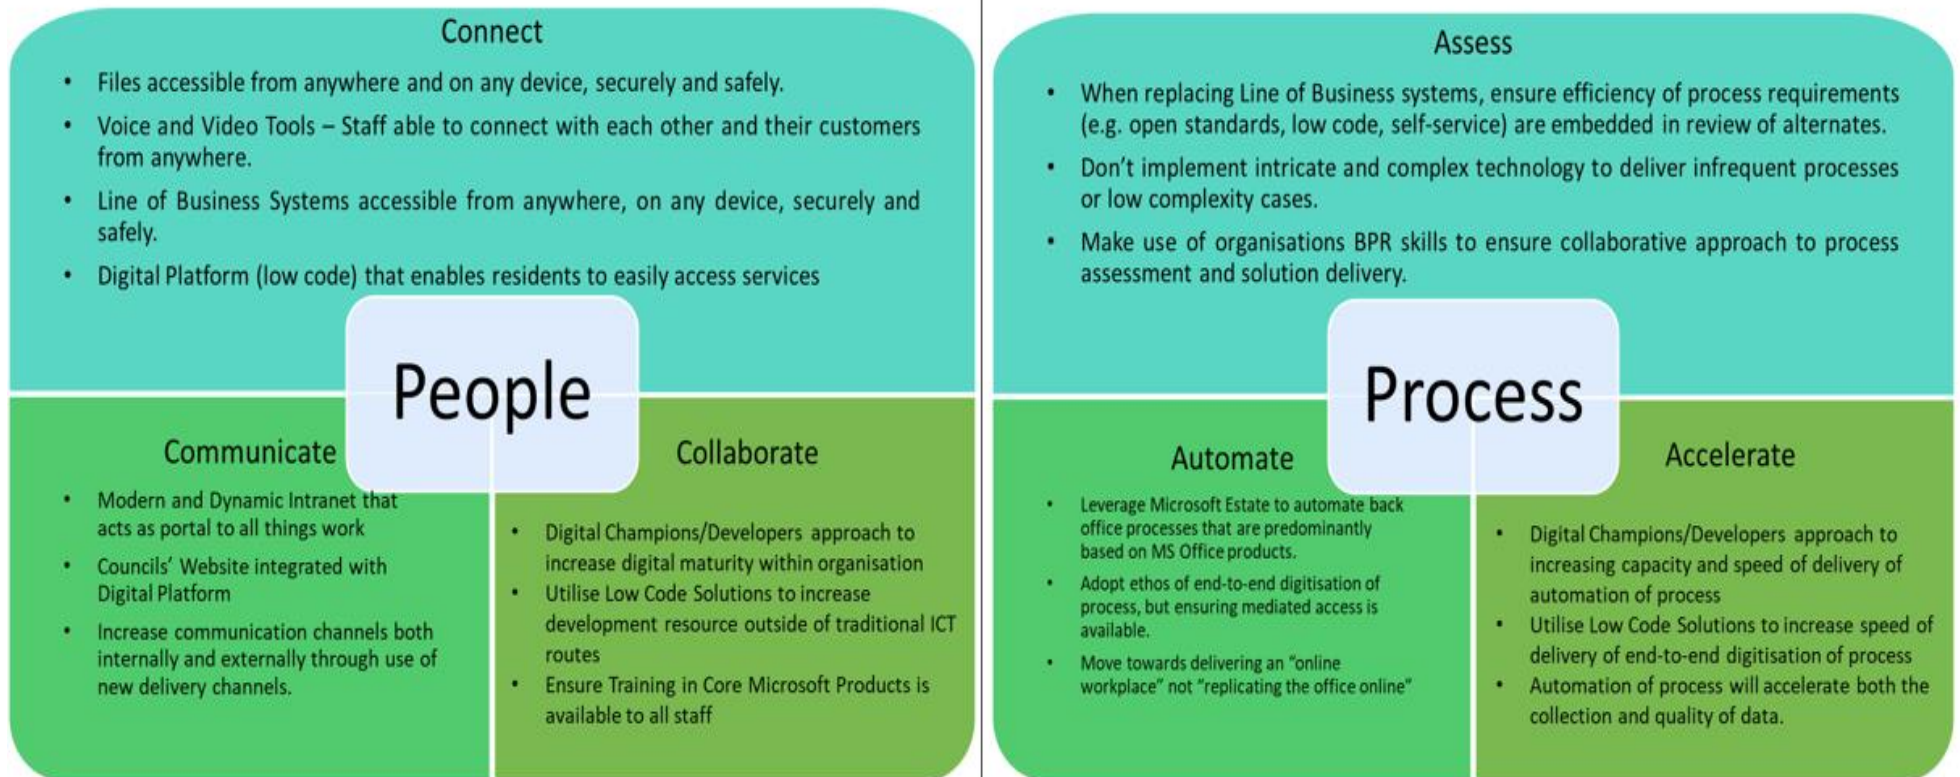 Connect
• Files accessible from anywhere and on any device, securely and safely.
• Voice and Video Tools – Staff able to connect with each other and their customers
from anywhere.
• Line of Business Systems accessible from anywhere, on any device, securely and
safely.
• Digital Platform (low code) that enables residents to easily access services
People
Communicate
• Modern and Dynamic Intranet that
acts as portal to all things work
• Councils' Website integrated with
Digital Platform
• Increase communication channels both
internally and externally through use of
new delivery channels.
Collaborate
• Digital Champions/Developers approach to
increase digital maturity within organisation
• Utilise Low Code Solutions to increase
development resource outside of traditional ICT
routes
• Ensure Training in Core Microsoft Products is
available to all staff
Assess
• When replacing Line of Business systems, ensure efficiency of process requirements
(e.g. open standards, low code, self-service) are embedded in review of alternates.
• Don't implement intricate and complex technology to deliver infrequent processes
or low complexity cases.
• Make use of organisations BPR skills to ensure collaborative approach to process
assessment and solution delivery.
Process
Automate
• Leverage Microsoft Estate to automate back
office processes that are predominantly
based on MS Office products.
• Adopt ethos of end-to-end digitisation of
process, but ensuring mediated access is
available.
• Move towards delivering an "online
workplace" not "replicating the office online"
Accelerate
• Digital Champions/Developers approach to
increasing capacity and speed of delivery of
automation of process
• Utilise Low Code Solutions to increase speed of
delivery of end-to-end digitisation of process
• Automation of process will accelerate both the
collection and quality of data.